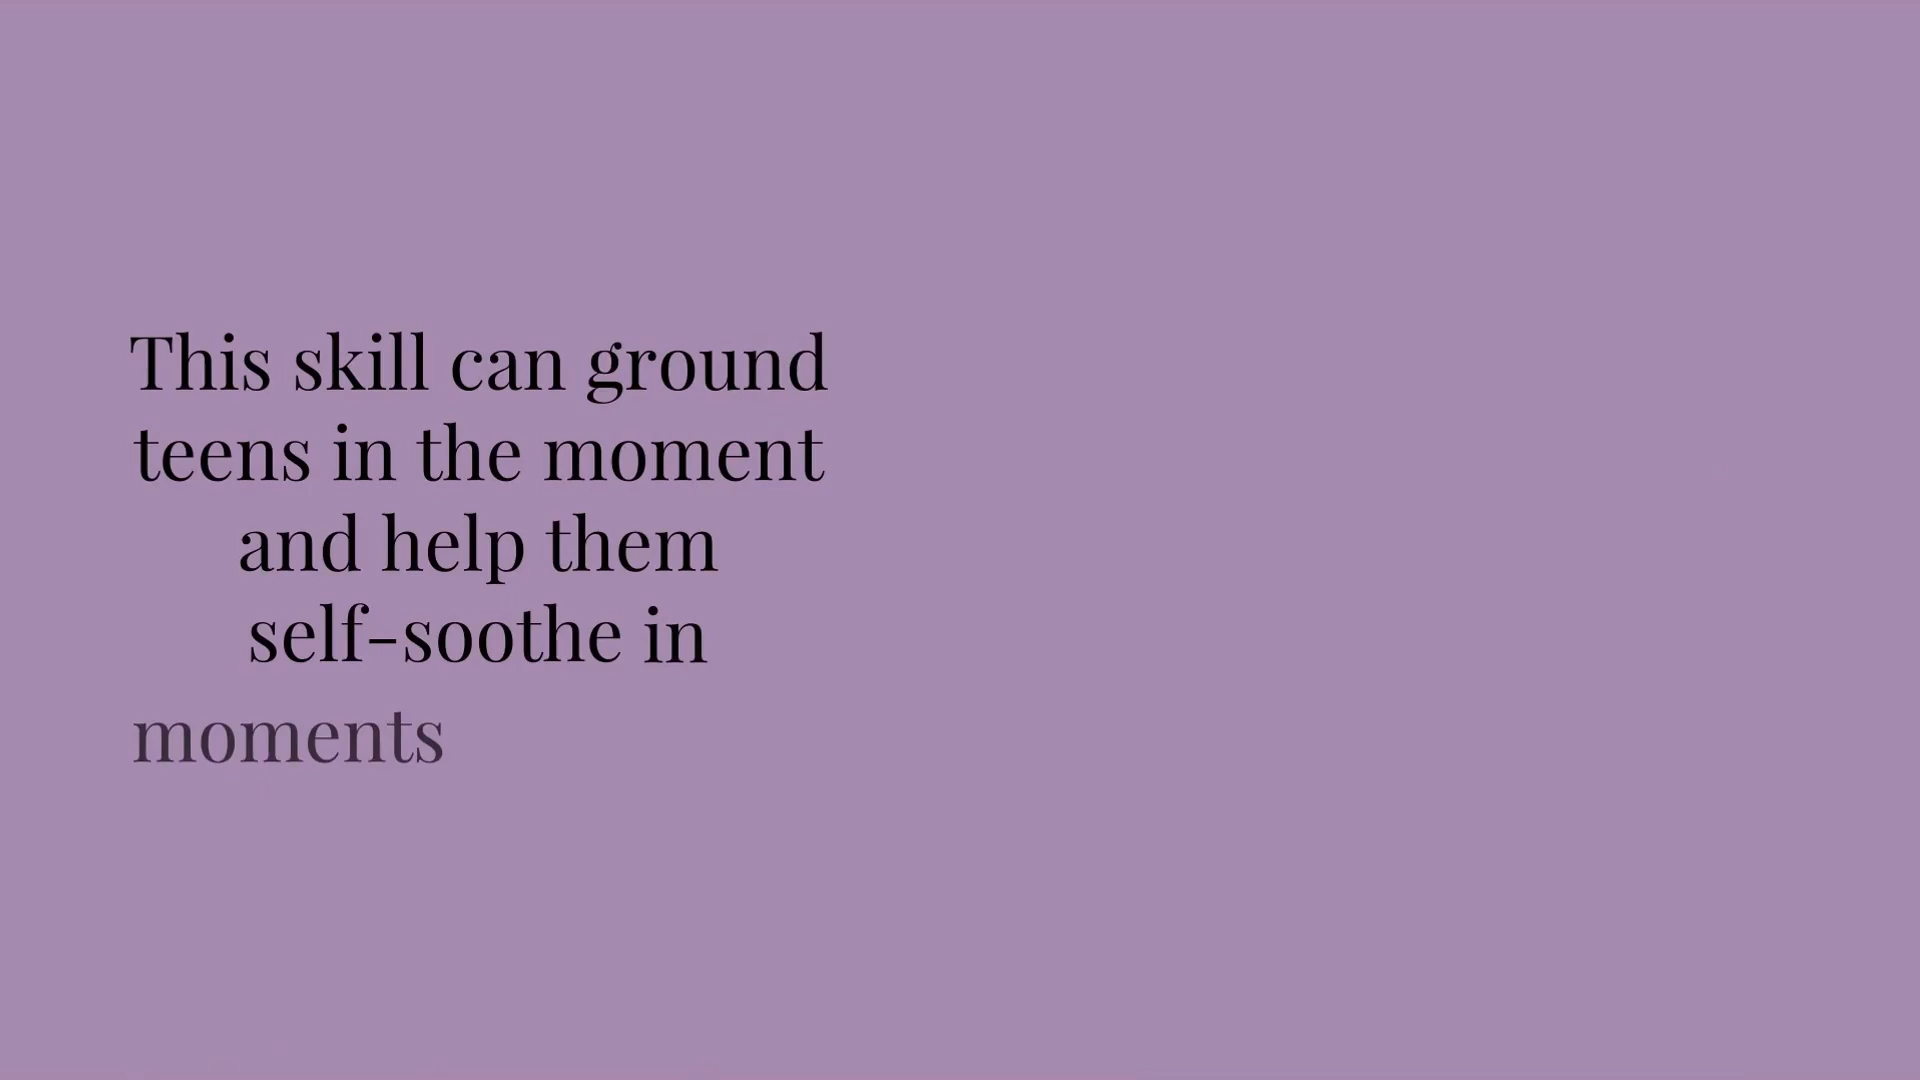 This skill can ground
teens in the moment
and help them
self-soothe in
moments